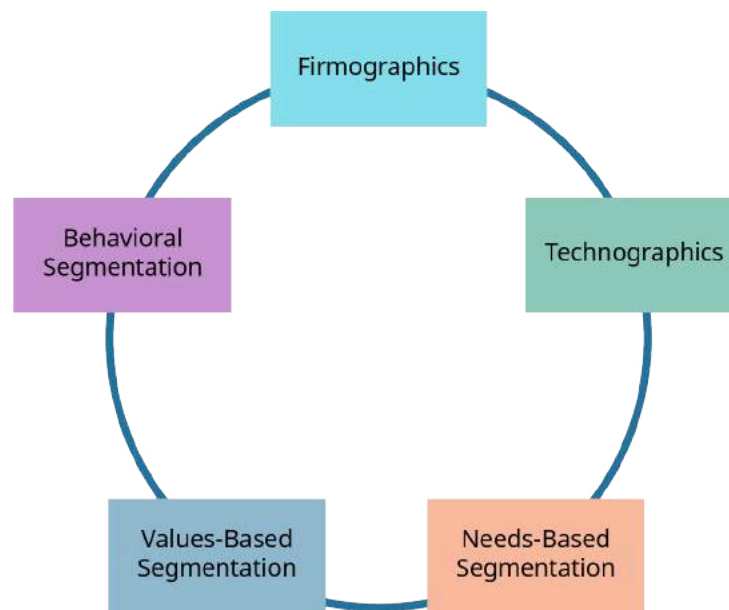 Firmographics
Behavioral
Segmentation
Technographics
Values-Based
Segmentation
Needs-Based
Segmentation